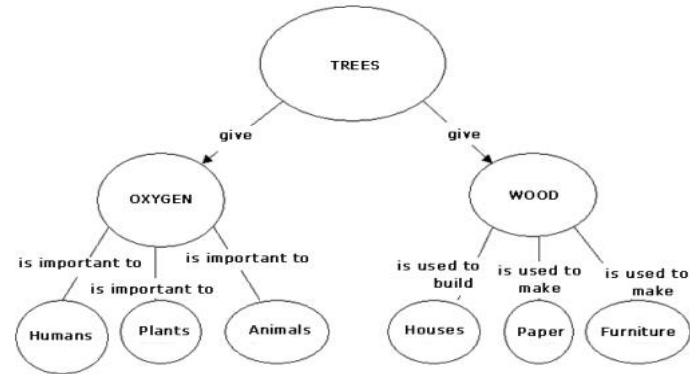 TREES
give
give
OXYGEN
WOOD
is important to
is important to
is important to
is used to
build
is used to
make
is used to
make
Humans
Plants
Animals
Houses
Paper
Furniture